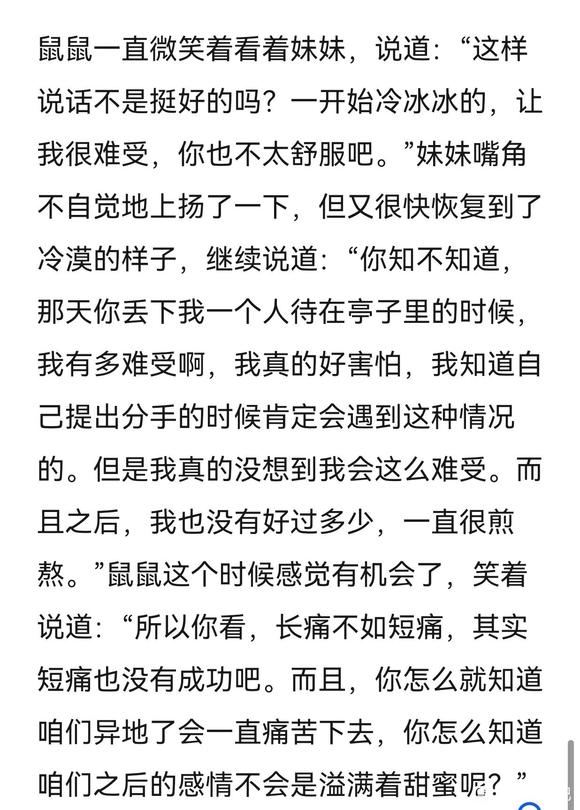 鼠鼠一直微笑着看着妹妹，说道：“这样
说话不是挺好的吗？一开始冷冰冰的，让
我很难受，你也不太舒服吧。”妹妹嘴角
不自觉地上扬了一下，但又很快恢复到了
冷漠的样子，继续说道：“你知不知道，
那天你丢下我一个人待在亭子里的时候，
我有多难受啊，我真的好害怕，我知道自
己提出分手的时候肯定会遇到这种情况
的。但是我真的没想到我会这么难受。而
且之后，我也没有好过多少，一直很煎
熬。”鼠鼠这个时候感觉有机会了，笑着
说道：“所以你看，长痛不如短痛，其实
短痛也没有成功吧。而且，你怎么就知道
咱们异地了会一直痛苦下去，你怎么知道
咱们之后的感情不会是溢满着甜蜜呢？”